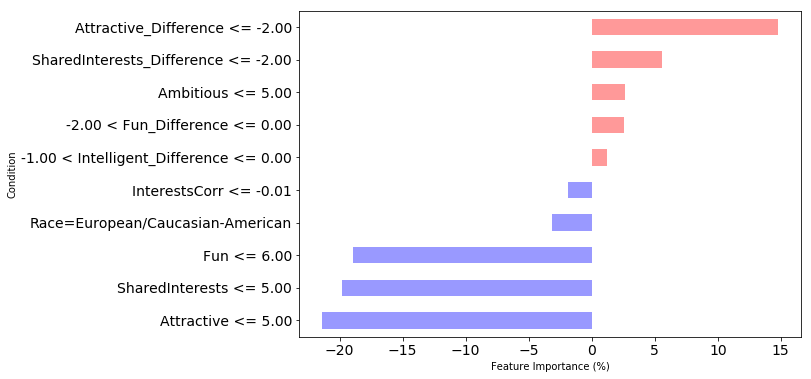 Attractive_Difference <= -2.00
SharedInterests_Difference <= -2.00
Ambitious <= 5.00
-2.00 < Fun_Difference <= 0.00
-1.00 < Intelligent_Difference <= 0.00
InterestsCorr <= -0.01
Race=European/Caucasian-American
Fun <= 6.00
SharedInterests <= 5.00
Attractive <= 5.00
Condition
−20 −15 −10 −5 0 5 10 15
Feature Importance (%)